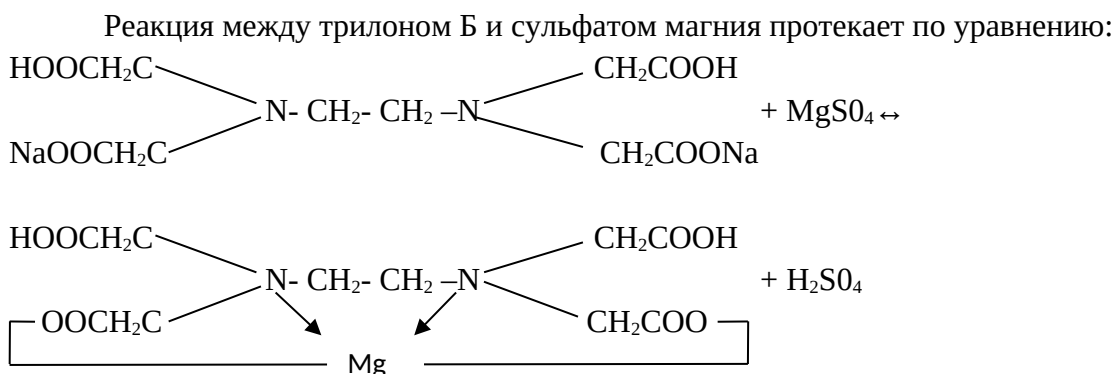 Реакция между трилоном Б и сульфатом магния протекает по уравнению:
HOOCH₂C CH₂COOH
N- CH₂- CH₂ –N + MgS0₄↔
NaOOCH₂C CH₂COONa
HOOCH₂C CH₂COOH
N- CH₂- CH₂ –N + H₂S0₄
OOCH₂C CH₂COO
Mg